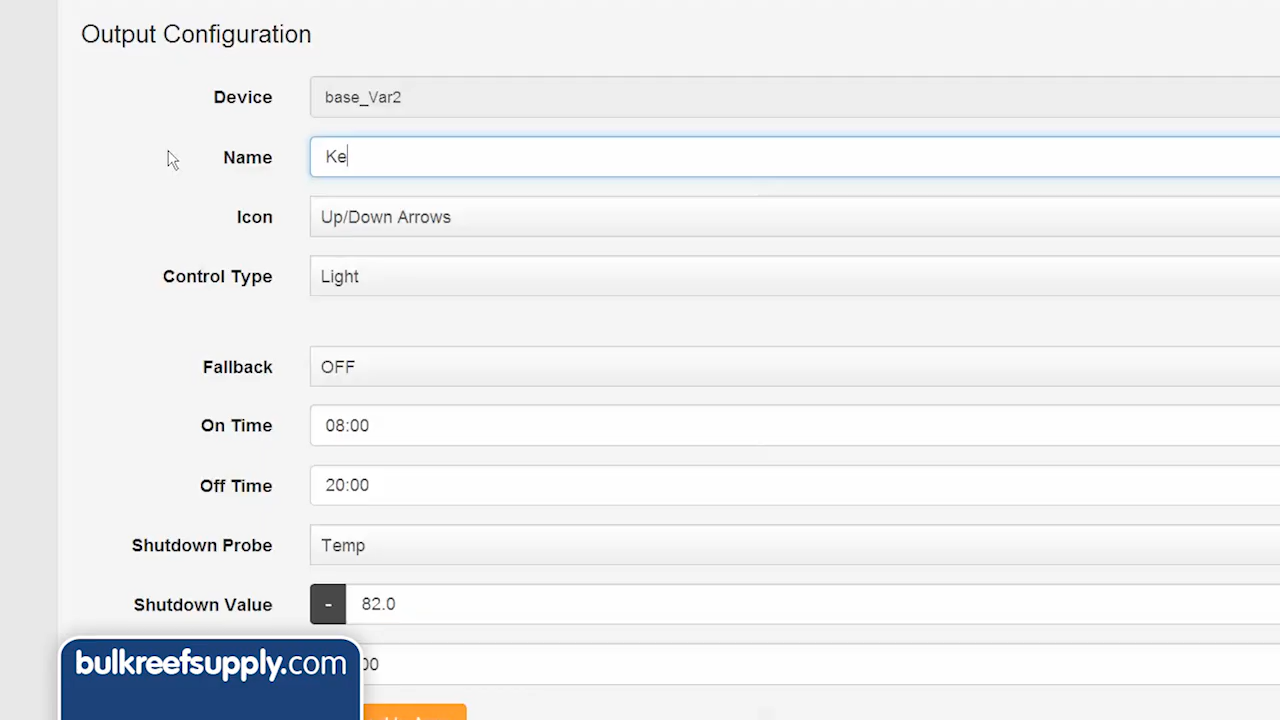 Output Configuration
Device base_Var2
Name Ke
Icon Up/Down Arrows
Control Type Light
Fallback OFF
On Time 08:00
Off Time 20:00
Shutdown Probe Temp
Shutdown Value - 82.0
00
bulkreefsupply.com